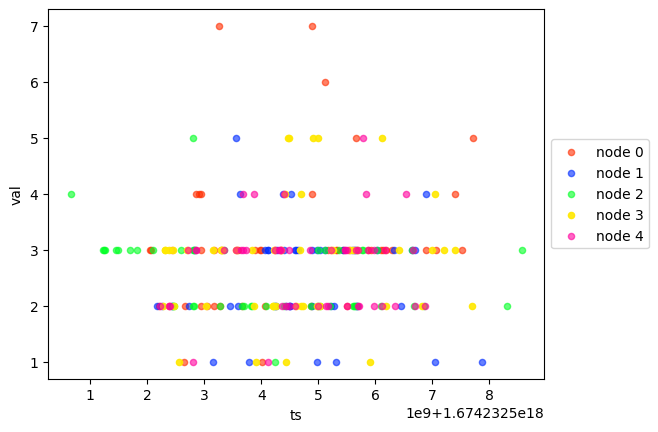 7
6
5
4
3
2
1
val
1 2 3 4 5 6 7 8
ts
1e9+1.6742325e18
node 0
node 1
node 2
node 3
node 4